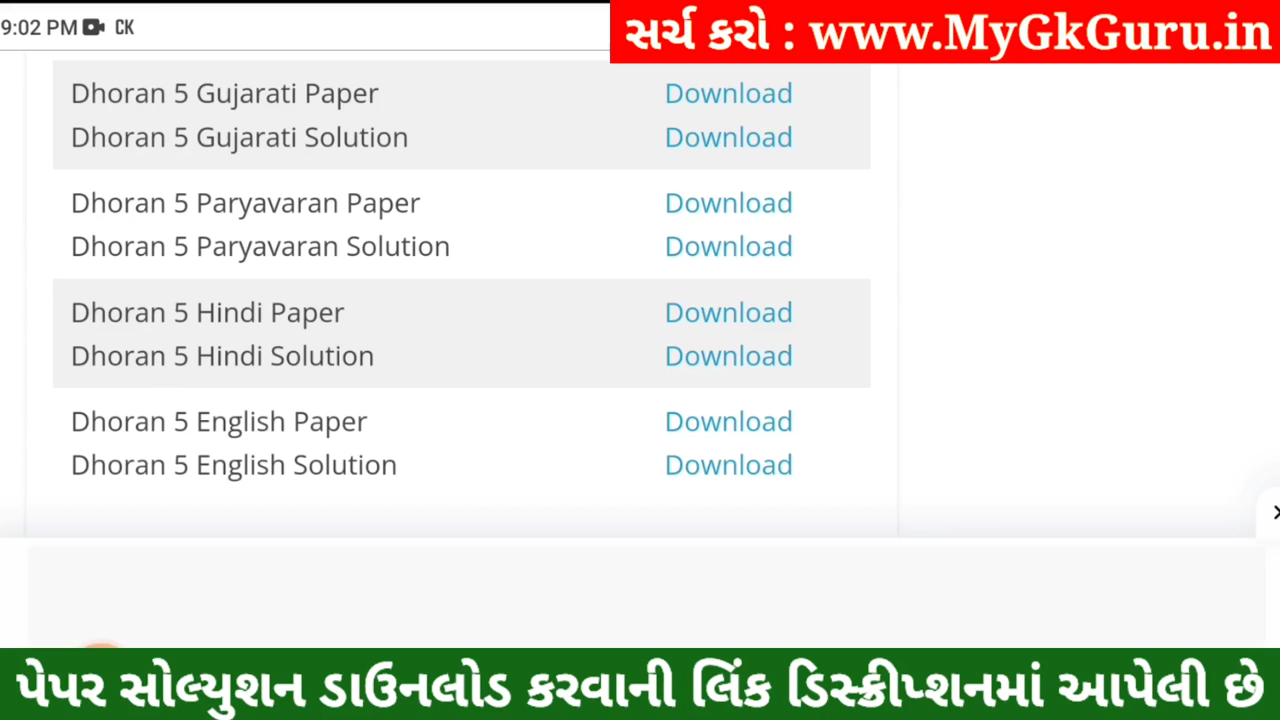 9:02 PM CK
સર્ચ કરો : www.MyGkGuru.in
Dhoran 5 Gujarati Paper Download
Dhoran 5 Gujarati Solution Download
Dhoran 5 Paryavaran Paper Download
Dhoran 5 Paryavaran Solution Download
Dhoran 5 Hindi Paper Download
Dhoran 5 Hindi Solution Download
Dhoran 5 English Paper Download
Dhoran 5 English Solution Download
પેપર સોલ્યુશન ડાઉનલોડ કરવાની લિંક ડિસ્ક્રીપ્શનમાં આપેલી છે